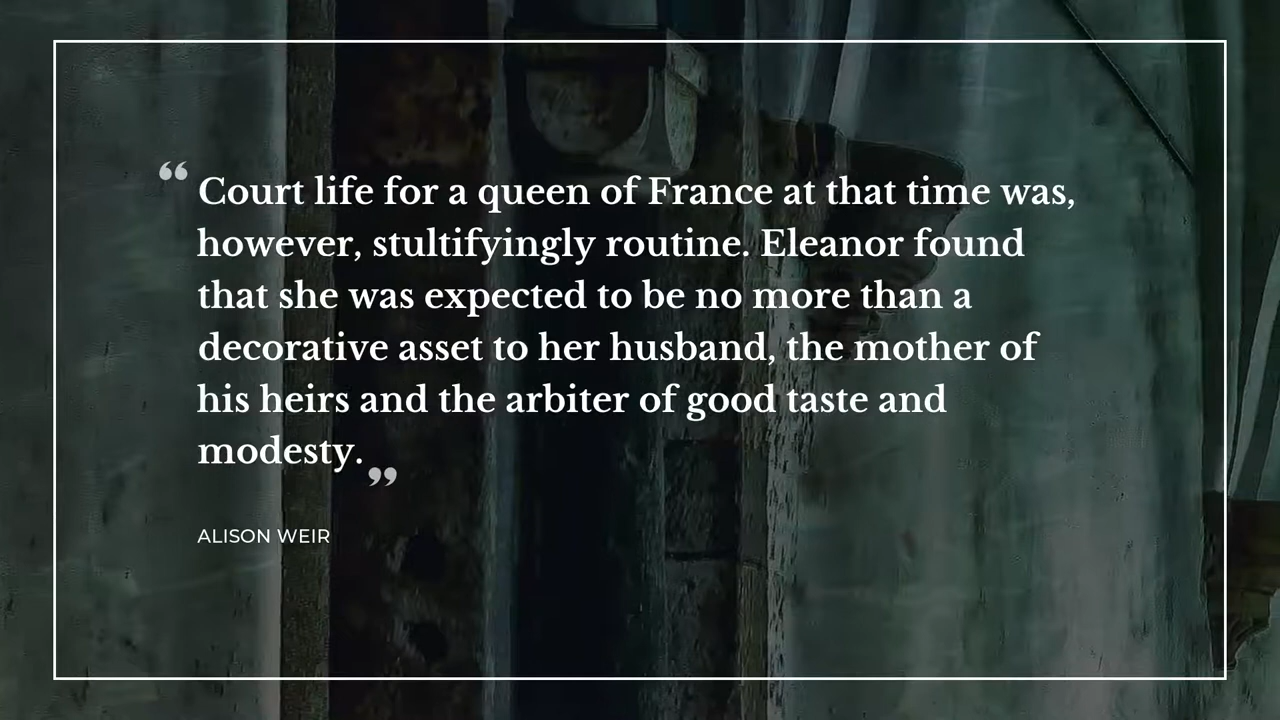 “Court life for a queen of France at that time was,
however, stultifyingly routine. Eleanor found
that she was expected to be no more than a
decorative asset to her husband, the mother of
his heirs and the arbiter of good taste and
modesty.”
ALISON WEIR